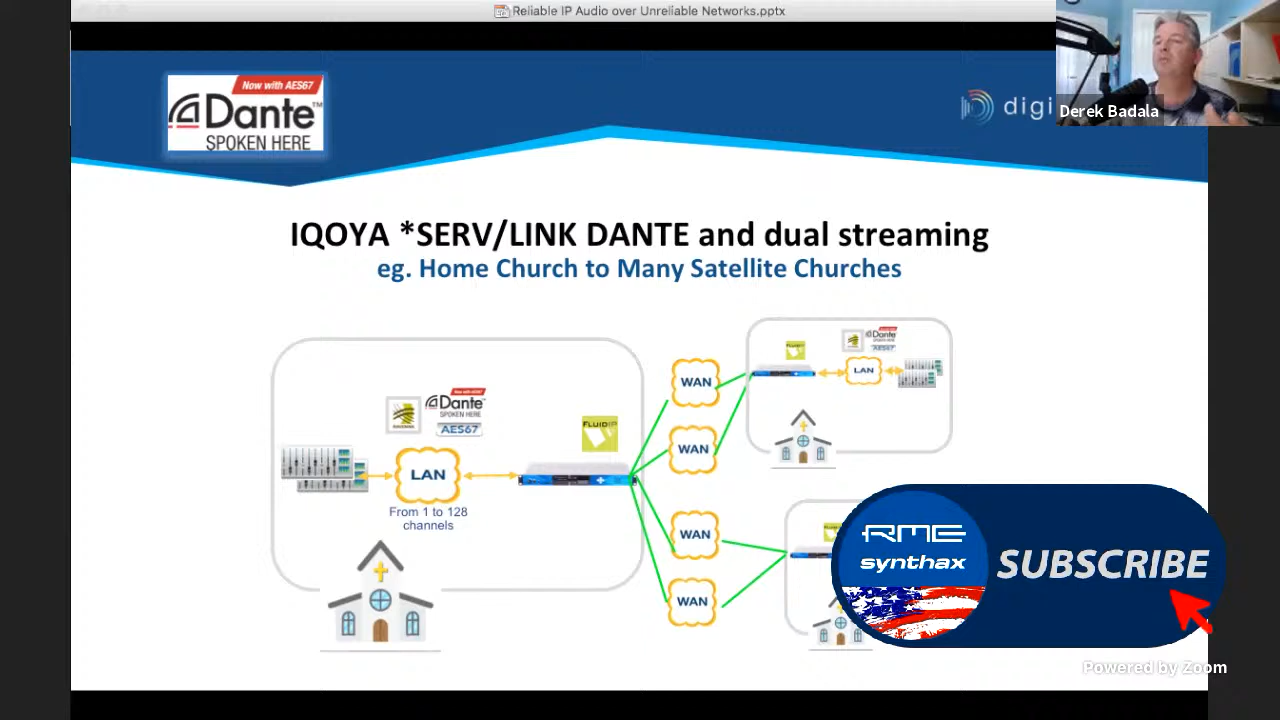 Reliable IP Audio over Unreliable Networks.pptx
Now with AES67
Dante™
SPOKEN HERE
digi
Derek Badala
IQOYA *SERV/LINK DANTE and dual streaming
eg. Home Church to Many Satellite Churches
Dante
SPOKEN HERE
AES67
FLUIDIP
LAN
From 1 to 128
channels
WAN
WAN
WAN
WAN
Dante
LAN
RME
synthax
SUBSCRIBE
Powered by Zoom